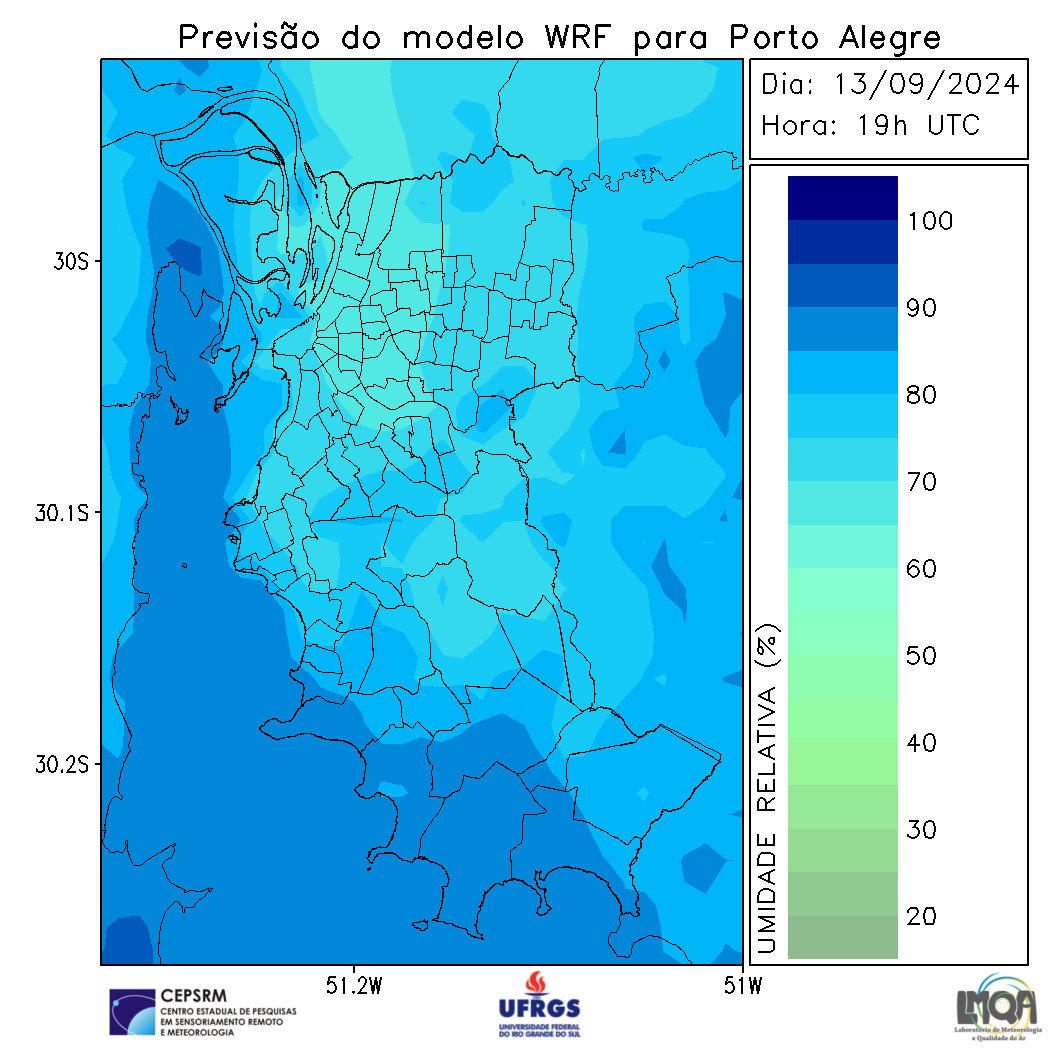 Previsão do modelo WRF para Porto Alegre
Dia: 13/09/2024
Hora: 19h UTC
30S
30.1S
30.2S
51.2W
51W
UMIDADE RELATIVA (%)
100
90
80
70
60
50
40
30
20
CEPSRM
CENTRO ESTADUAL DE PESQUISAS
EM SENSORIAMENTO REMOTO
E METEOROLOGIA
UFRGS
UNIVERSIDADE FEDERAL
DO RIO GRANDE DO SUL
LMQA
Laboratório de Meteorologia
e Qualidade do Ar